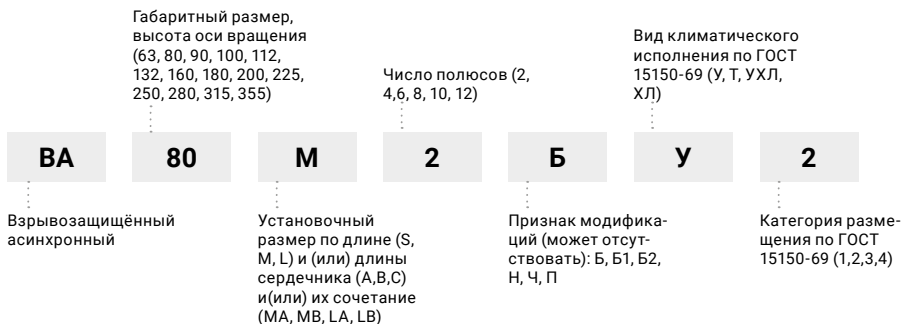 Габаритный размер,
высота оси вращения
(63, 80, 90, 100, 112,
132, 160, 180, 200, 225,
250, 280, 315, 355)
Число полюсов (2,
4,6, 8, 10, 12)
Вид климатического
исполнения по ГОСТ
15150-69 (У, Т, УХЛ,
ХЛ)
ВА
80
М
2
Б
У
2
Взрывозащищённый
асинхронный
Установочный
размер по длине (S,
M, L) и (или) длины
сердечника (A,B,C)
и(или) их сочетание
(MA, MB, LA, LB)
Признак модифика-
ций (может отсут-
ствовать): Б, Б1, Б2,
Н, Ч, П
Категория разме-
щения по ГОСТ
15150-69 (1,2,3,4)